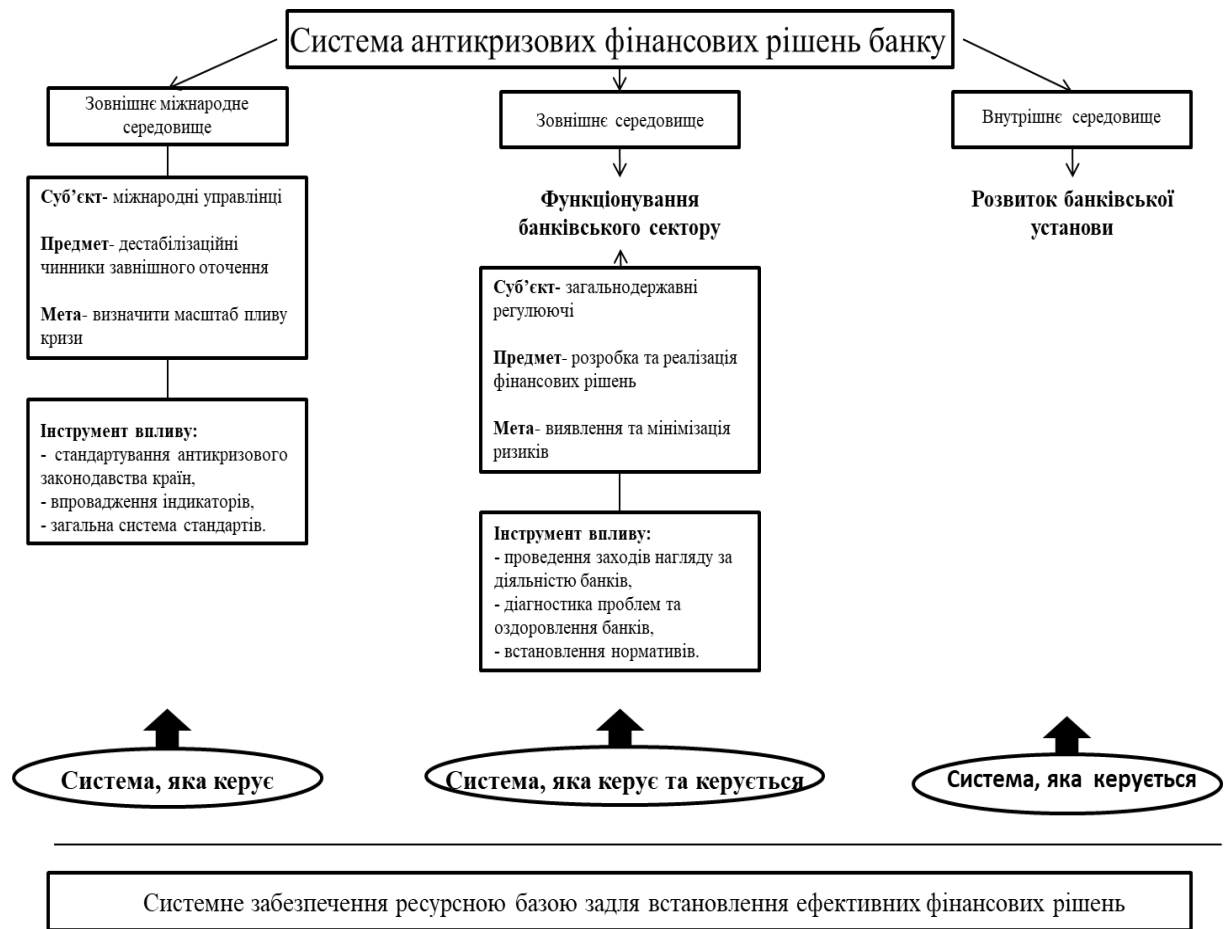 Система антикризових фінансових рішень банку
Зовнішнє міжнародне
середовище
Суб’єкт- міжнародні управлінці
Предмет- дестабілізаційні
чинники завнішного оточення
Мета- визначити масштаб пливу
кризи
Інструмент впливу:
- стандартування антикризового
законодавства країн,
- впровадження індикаторів,
- загальна система стандартів.
Система, яка керує
Зовнішнє середовище
Функціонування
банківського сектору
Суб’єкт- загальнодержавні
регулюючі
Предмет- розробка та реалізація
фінансових рішень
Мета- виявлення та мінімізація
ризиків
Інструмент впливу:
- проведення заходів нагляду за
діяльністю банків,
- діагностика проблем та
оздоровлення банків,
- встановлення нормативів.
Система, яка керує та керується
Внутрішнє середовище
Розвиток банківської
установи
Система, яка керується
Системне забезпечення ресурсною базою задля встановлення ефективних фінансових рішень